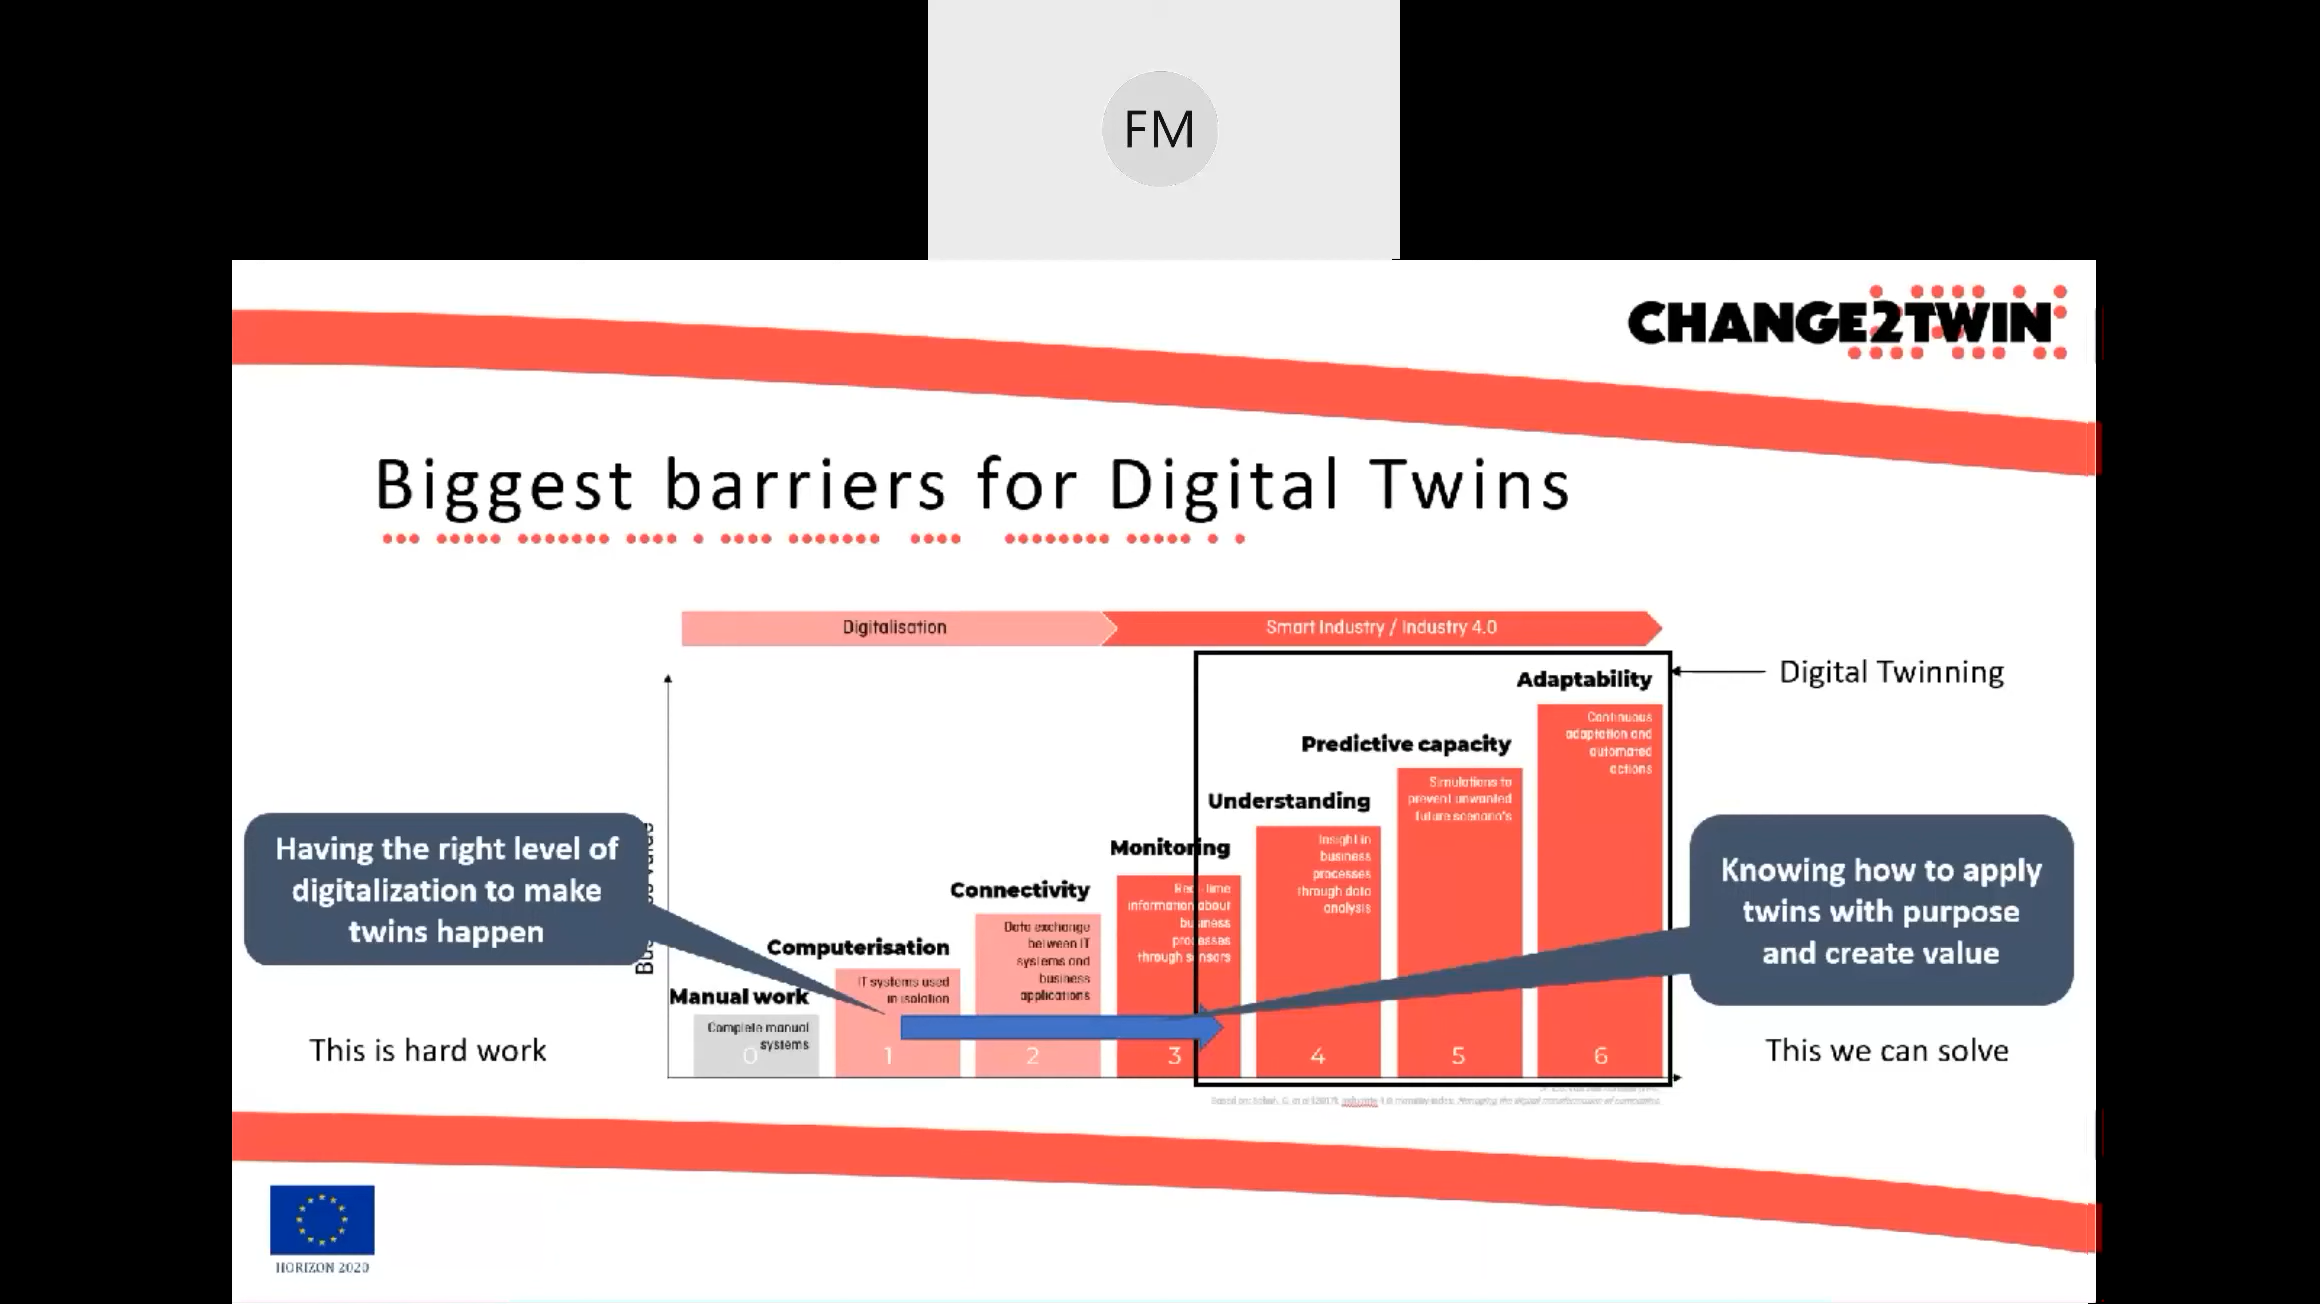 FM
CHANGE2TWIN
Biggest barriers for Digital Twins
Digitalisation
Smart Industry / Industry 4.0
Digital Twinning
Adaptability
Continuous
adaptation and
automated
actions
Predictive capacity
Simulations to
prevent unwanted
future scenario's
Understanding
Insight in
business
processes
through data
analysis
Monitoring
Real-time
information about
business
processes
through sensors
Connectivity
Data exchange
between IT
systems and
business
applications
Computerisation
IT systems used
in isolation
Manual work
Complete manual
systems
0
1
2
3
4
5
6
Having the right level of
digitalization to make
twins happen
This is hard work
Knowing how to apply
twins with purpose
and create value
This we can solve
HORIZON 2020